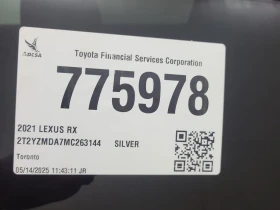 ADESA
Toyota Financial Services Corporation
775978
2021 LEXUS RX
2T2YZMDA7MC263144 SILVER
Toronto
05/14/2025 11:43:11 JR